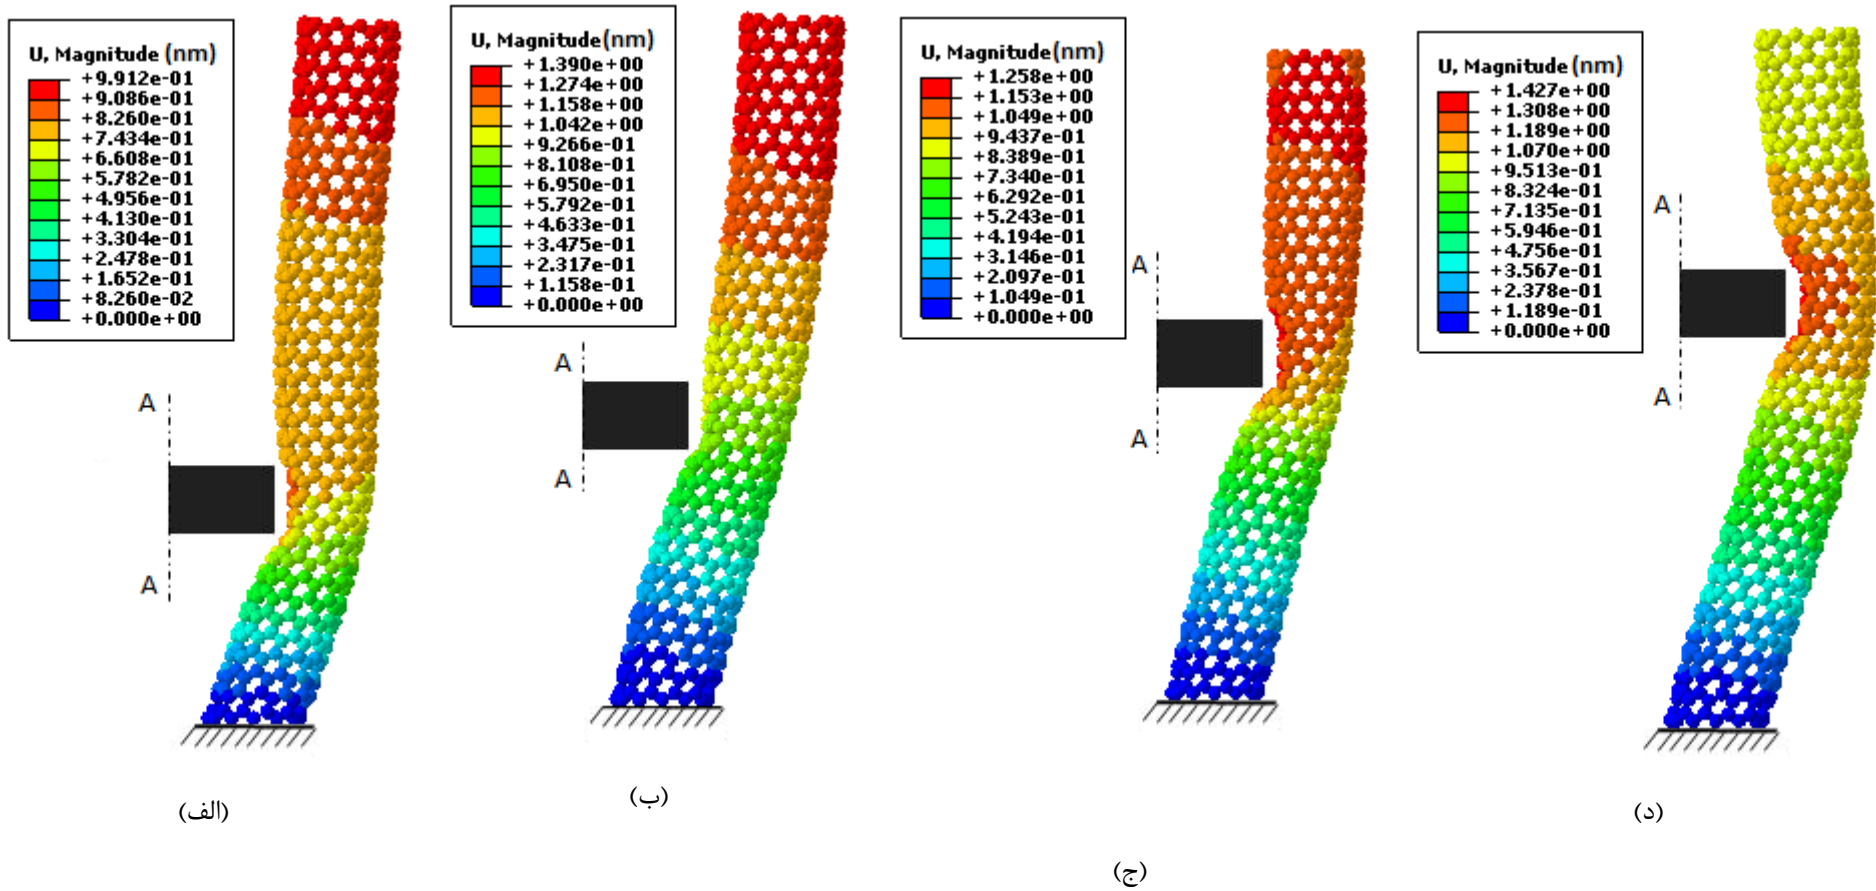 U, Magnitude (nm)
+9.912e-01
+9.086e-01
+8.260e-01
+7.434e-01
+6.608e-01
+5.782e-01
+4.956e-01
+4.130e-01
+3.304e-01
+2.478e-01
+1.652e-01
+8.260e-02
+0.000e+00
A
A
(الف)
U, Magnitude (nm)
+1.390e+00
+1.274e+00
+1.158e+00
+1.042e+00
+9.266e-01
+8.108e-01
+6.950e-01
+5.792e-01
+4.633e-01
+3.475e-01
+2.317e-01
+1.158e-01
+0.000e+00
A
A
(ب)
U, Magnitude (nm)
+1.258e+00
+1.153e+00
+1.049e+00
+9.437e-01
+8.389e-01
+7.340e-01
+6.292e-01
+5.243e-01
+4.194e-01
+3.146e-01
+2.097e-01
+1.049e-01
+0.000e+00
A
A
(ج)
U, Magnitude (nm)
+1.427e+00
+1.308e+00
+1.189e+00
+1.070e+00
+9.513e-01
+8.324e-01
+7.135e-01
+5.946e-01
+4.756e-01
+3.567e-01
+2.378e-01
+1.189e-01
+0.000e+00
A
A
(د)